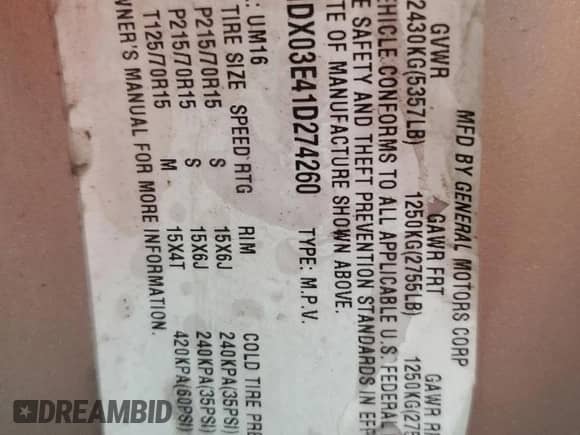 MFD BY GENERAL MOTORS CORP
GVWR GAWR FRT GAWR
2430KG(5357LB) 1250KG(2755LB)
VEHICLE CONFORMS TO ALL APPLICABLE U.S. FEDERAL
SAFETY AND THEFT PREVENTION STANDARDS IN
OF MANUFACTURE SHOWN ABOVE.
DX03E41D274260 TYPE: M.P.V.
UM16
TIRE SIZE SPEED RTG RIM COLD TIRE
P215/70R15 S 15X6J 240KPA(35PSI)
P215/70R15 S 15X6J 240KPA(35PSI)
T125/70R15 M 15X4T 420KPA(60PSI)
MANUAL FOR MORE INFORMATION.
DREAMBID